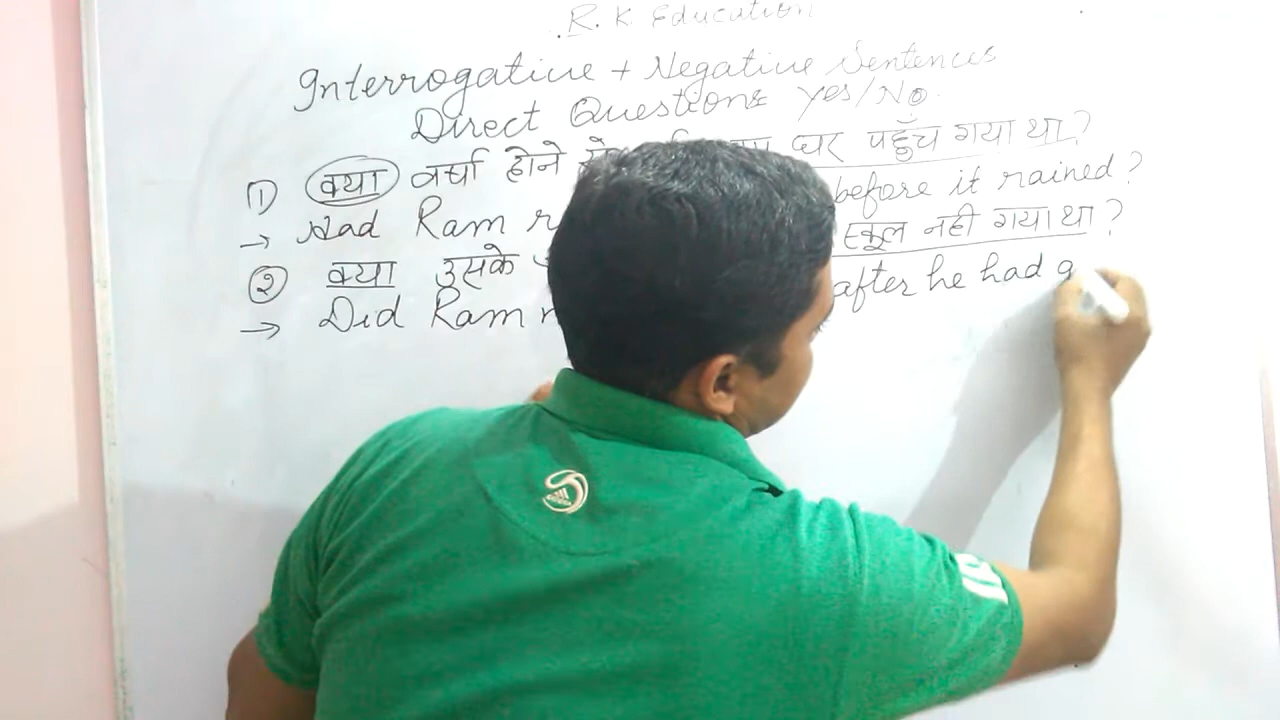 R. K Education
Interrogative + Negative Sentences
Direct Questions Yes/No.
1) क्या वर्षा होने घर पहुँच गया था ?
→ Had Ram before it rained ?
② क्या उसके स्कूल नही गया था ?
→ Did Ram after he had g